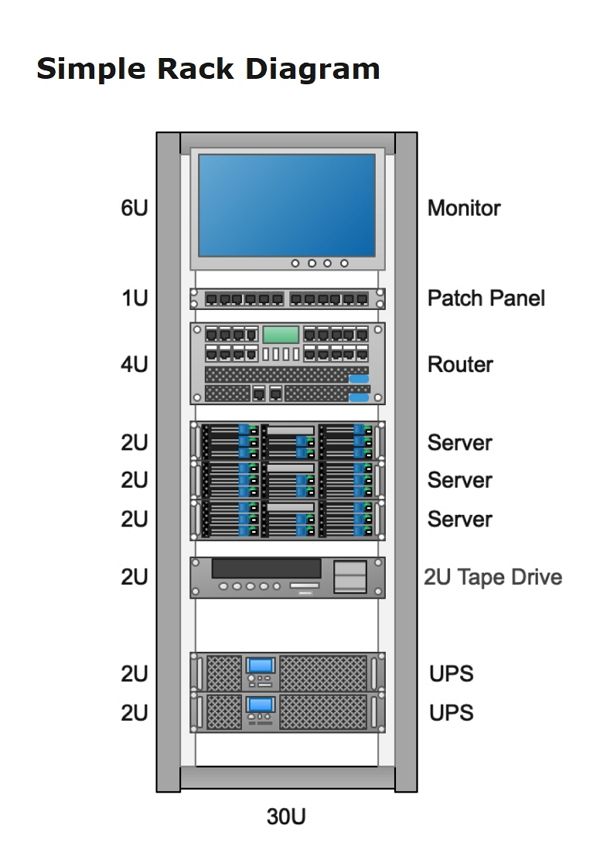 Simple Rack Diagram
6U Monitor
1U Patch Panel
4U Router
2U Server
2U Server
2U Server
2U 2U Tape Drive
2U UPS
2U UPS
30U